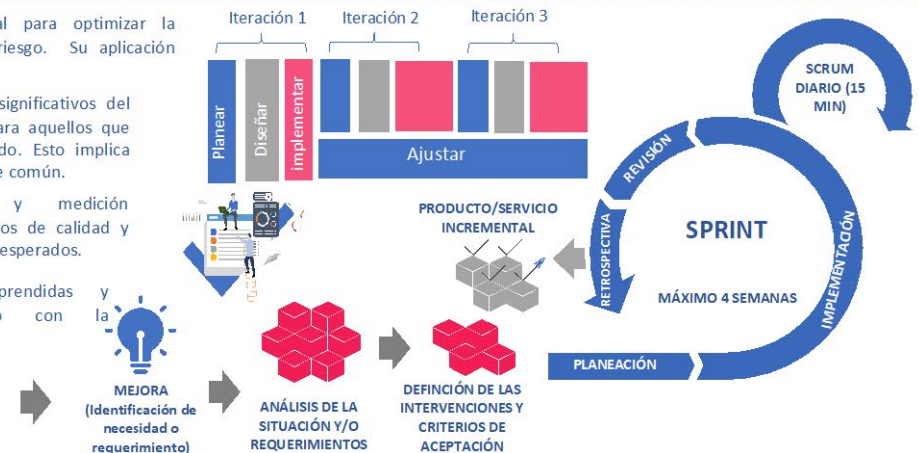 al para optimizar la
riesgo. Su aplicación
significativos del
ara aquellos que
do. Esto implica
e común.
y medición
os de calidad y
esperados.
prendidas y
con la
Iteración 1
Iteración 2
Iteración 3
Planear
Diseñar
implementar
Ajustar
SCRUM
DIARIO (15
MIN)
REVISIÓN
RETROSPECTIVA
SPRINT
MÁXIMO 4 SEMANAS
IMPLEMENTACIÓN
PLANEACIÓN
PRODUCTO/SERVICIO
INCREMENTAL
MEJORA
(Identificación de
necesidad o
requerimiento)
ANÁLISIS DE LA
SITUACIÓN Y/O
REQUERIMIENTOS
DEFINCIÓN DE LAS
INTERVENCIONES Y
CRITERIOS DE
ACEPTACIÓN